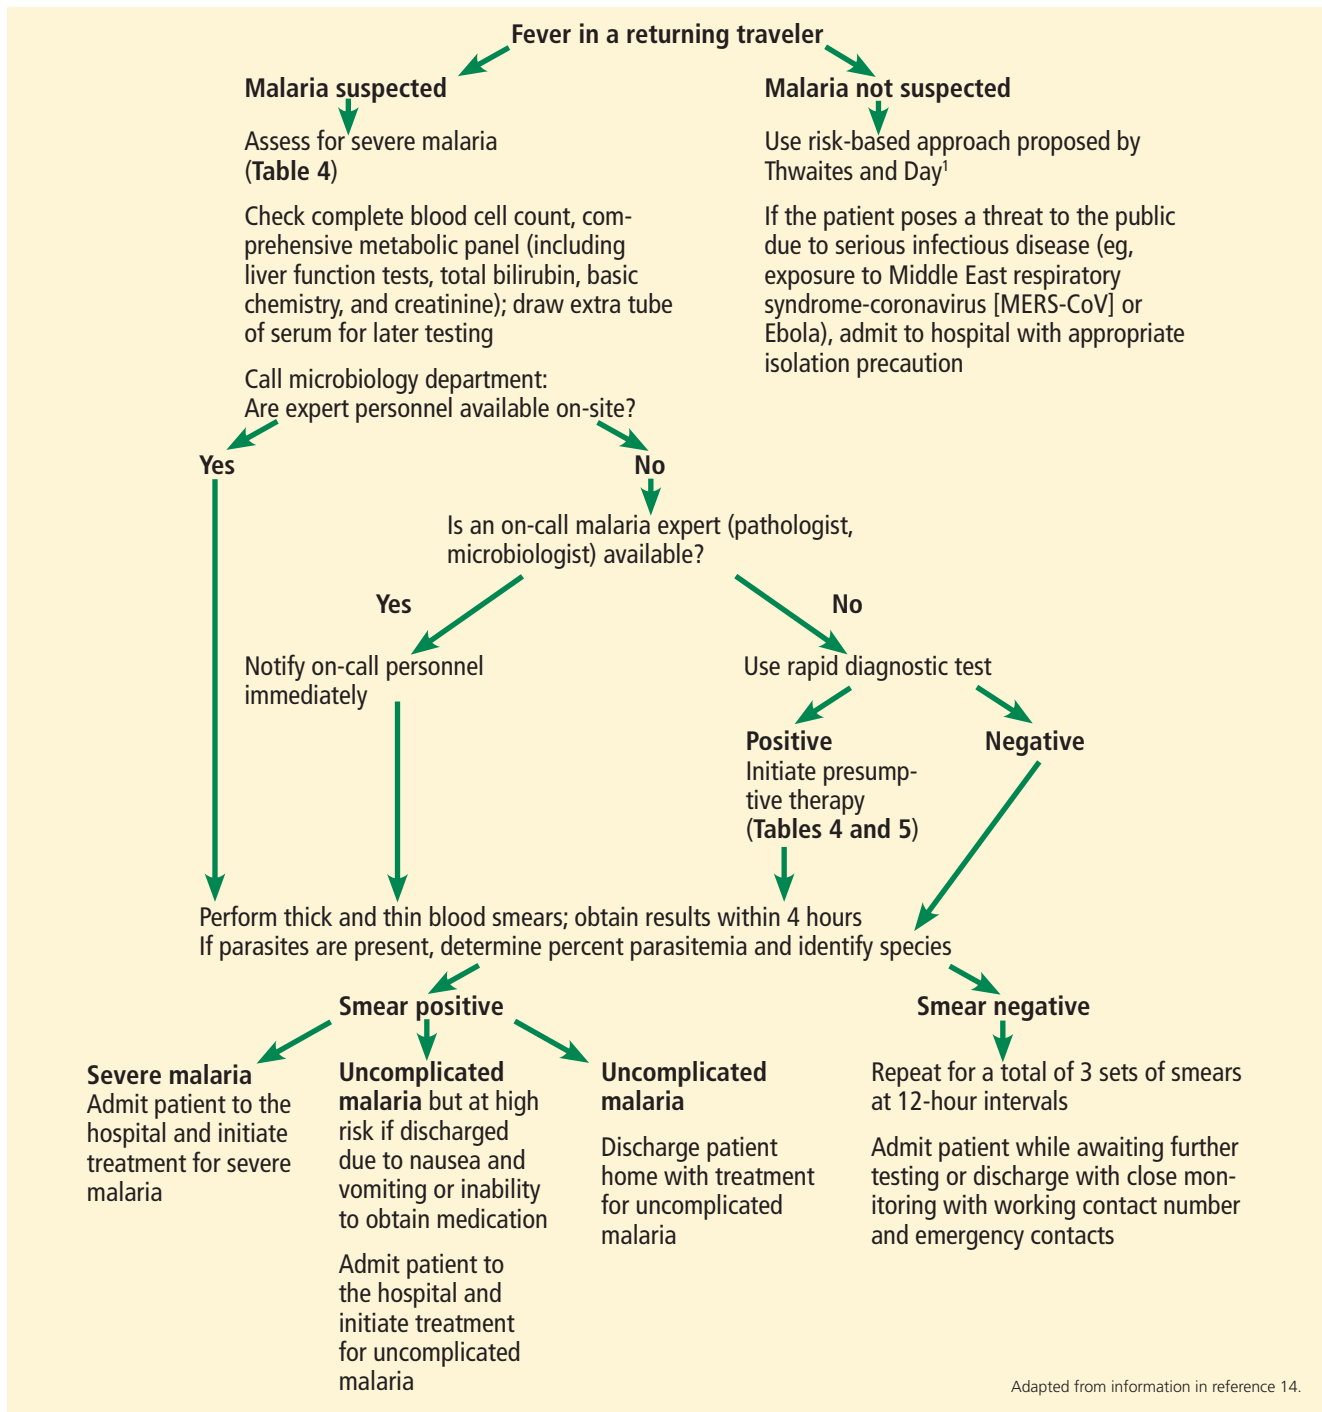 Fever in a returning traveler
Malaria suspected
Assess for severe malaria
(Table 4)
Check complete blood cell count, com-
prehensive metabolic panel (including
liver function tests, total bilirubin, basic
chemistry, and creatinine); draw extra tube
of serum for later testing
Call microbiology department:
Are expert personnel available on-site?
Malaria not suspected
Use risk-based approach proposed by
Thwaites and Day¹
If the patient poses a threat to the public
due to serious infectious disease (eg,
exposure to Middle East respiratory
syndrome-coronavirus [MERS-CoV] or
Ebola), admit to hospital with appropriate
isolation precaution
Yes
No
Is an on-call malaria expert (pathologist,
microbiologist) available?
Yes
No
Notify on-call personnel
immediately
Use rapid diagnostic test
Positive
Initiate presump-
tive therapy
(Tables 4 and 5)
Negative
Perform thick and thin blood smears; obtain results within 4 hours
If parasites are present, determine percent parasitemia and identify species
Smear positive
Smear negative
Severe malaria
Admit patient to the
hospital and initiate
treatment for severe
malaria
Uncomplicated
malaria but at high
risk if discharged
due to nausea and
vomiting or inability
to obtain medication
Admit patient to
the hospital and
initiate treatment
for uncomplicated
malaria
Uncomplicated
malaria
Discharge patient
home with treatment
for uncomplicated
malaria
Repeat for a total of 3 sets of smears
at 12-hour intervals
Admit patient while awaiting further
testing or discharge with close mon-
itoring with working contact number
and emergency contacts
Adapted from information in reference 14.